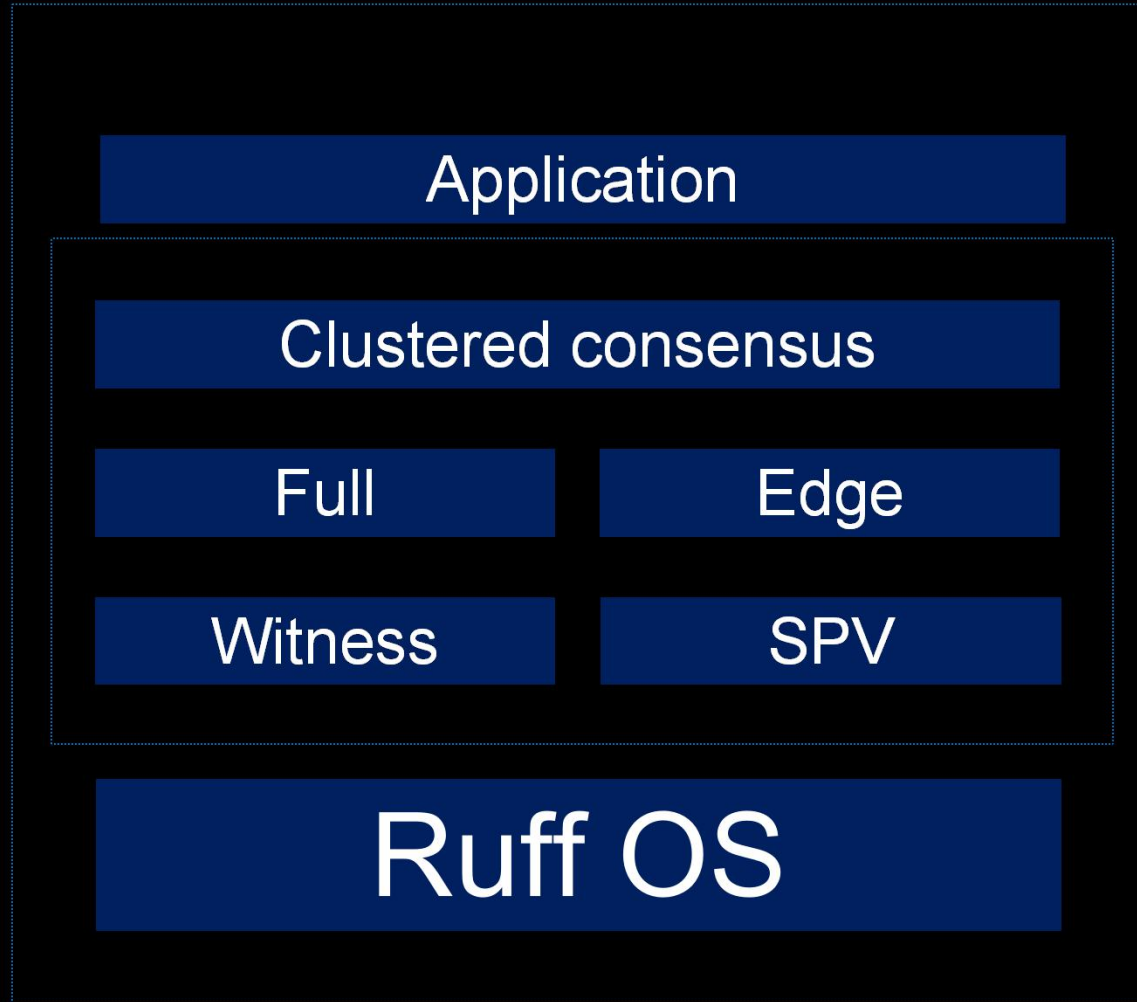 Application
Clustered consensus
Full
Edge
Witness
SPV
Ruff OS